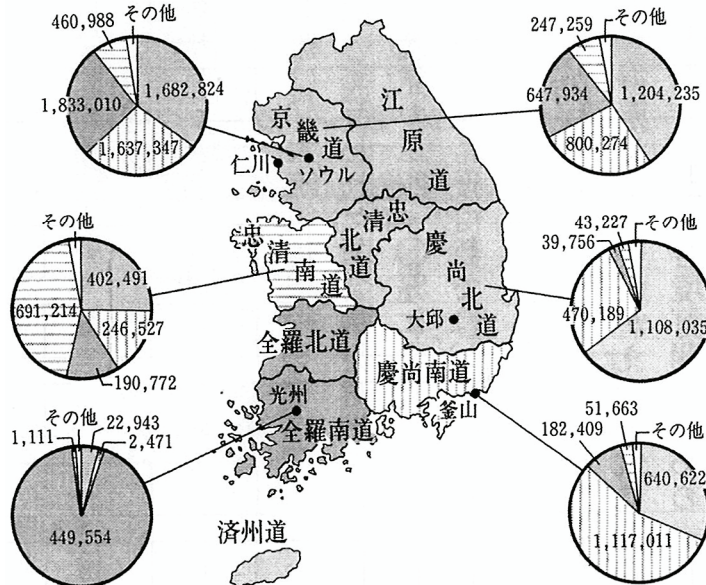 460,988
その他
1,682,824
1,833,010
1,637,347
247,259
その他
647,934
1,204,235
800,274
京畿道
江原道
仁川
ソウル
忠清南道
忠清北道
慶尚北道
大邱
全羅北道
慶尚南道
光州
全羅南道
釜山
済州道
その他
402,491
691,214
246,527
190,772
43,227
その他
39,756
470,189
1,108,035
その他
1,111
22,943
2,471
449,554
51,663
182,409
その他
640,622
1,117,011